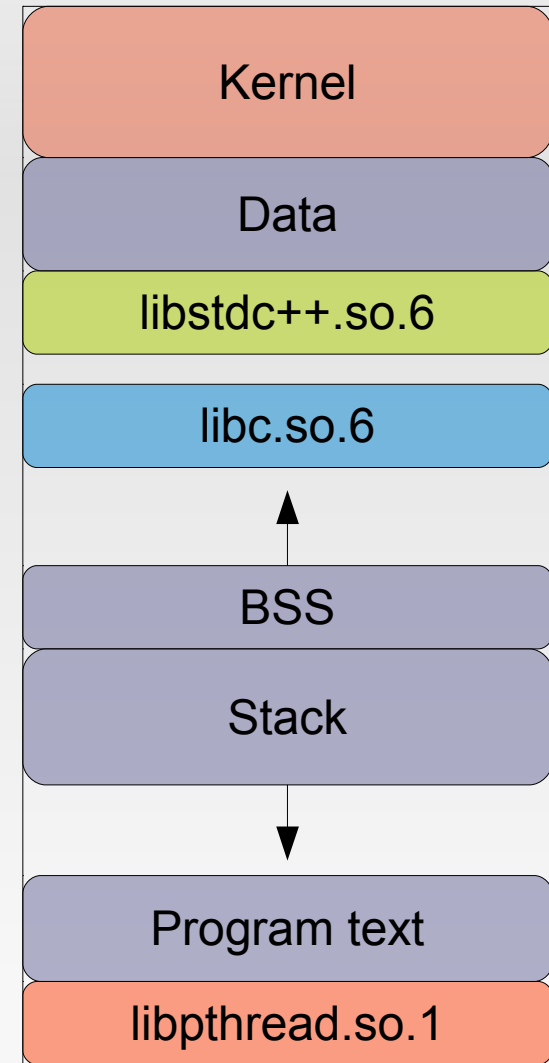 Kernel
Data
libstdc++.so.6
libc.so.6
BSS
Stack
Program text
libpthread.so.1